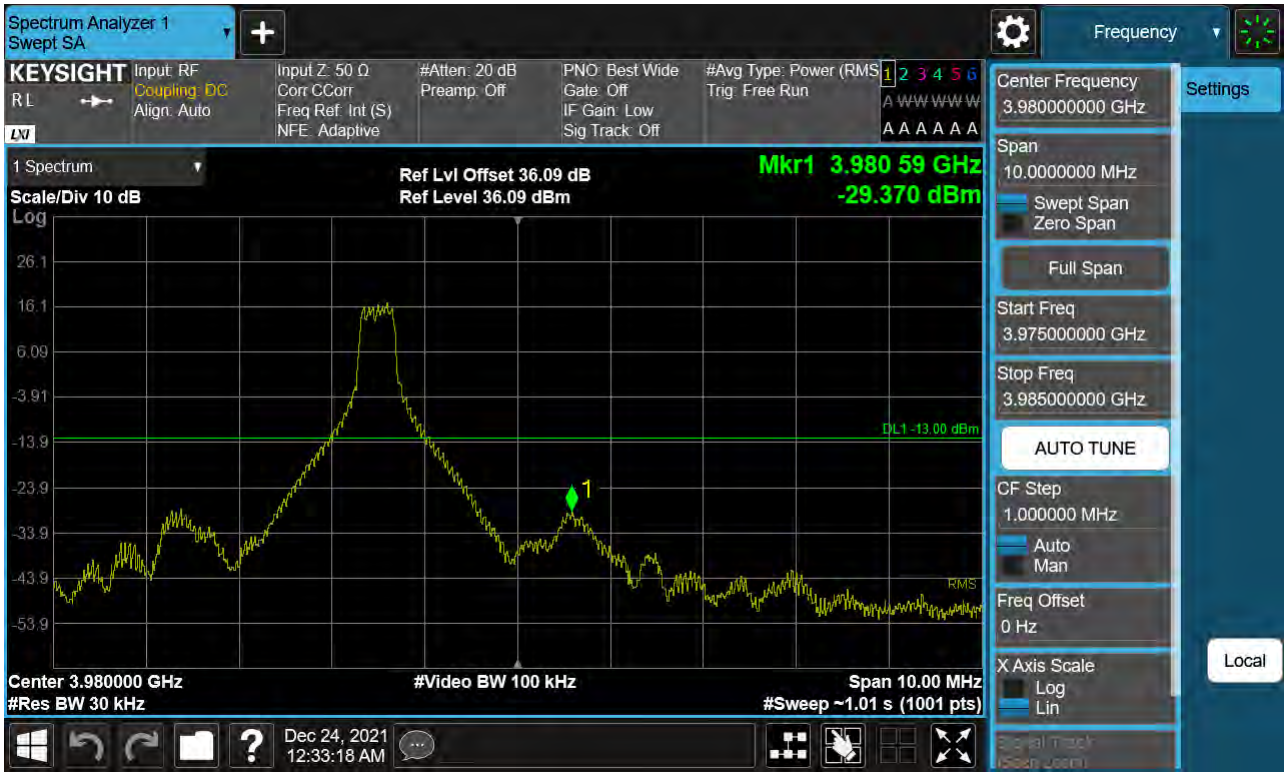 Spectrum Analyzer 1
Swept SA
+
Frequency
KEYSIGHT
RL
LXI
Input: RF
Coupling: DC
Align: Auto
Input Z: 50 Ω
Corr CCorr
Freq Ref: Int (S)
NFE: Adaptive
#Atten: 20 dB
Preamp: Off
PNO: Best Wide
Gate: Off
IF Gain: Low
Sig Track: Off
#Avg Type: Power (RMS
Trig: Free Run
1 2 3 4 5 6
A W W W W W
A A A A A A
Center Frequency
3.980000000 GHz
Settings
Span
10.0000000 MHz
Swept Span
Zero Span
Full Span
Start Freq
3.975000000 GHz
Stop Freq
3.985000000 GHz
AUTO TUNE
CF Step
1.000000 MHz
Auto
Man
Freq Offset
0 Hz
X Axis Scale
Log
Lin
Signal Track
(Span Zoom)
Local
1 Spectrum
Scale/Div 10 dB
Log
Ref Lvl Offset 36.09 dB
Ref Level 36.09 dBm
Mkr1 3.980 59 GHz
-29.370 dBm
26.1
16.1
6.09
-3.91
-13.9
-23.9
-33.9
-43.9
-53.9
DL1 -13.00 dBm
1
RMS
Center 3.980000 GHz
#Res BW 30 kHz
#Video BW 100 kHz
Span 10.00 MHz
#Sweep ~1.01 s (1001 pts)
?
Dec 24, 2021
12:33:18 AM